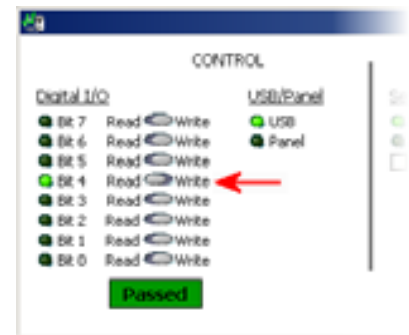 CONTROL
Digital I/O USB/Panel
Bit 7 Read Write USB
Bit 6 Read Write Panel
Bit 5 Read Write
Bit 4 Read Write
Bit 3 Read Write
Bit 2 Read Write
Bit 1 Read Write
Bit 0 Read Write
Passed